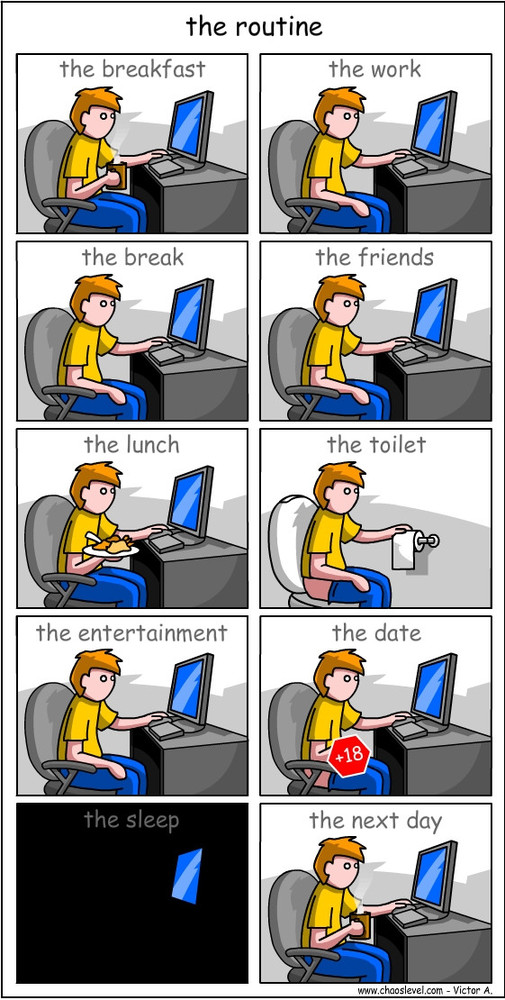 the routine
the breakfast
the work
the break
the friends
the lunch
the toilet
the entertainment
the date
+18
the sleep
the next day
www.chaoslevel.com - Victor A.